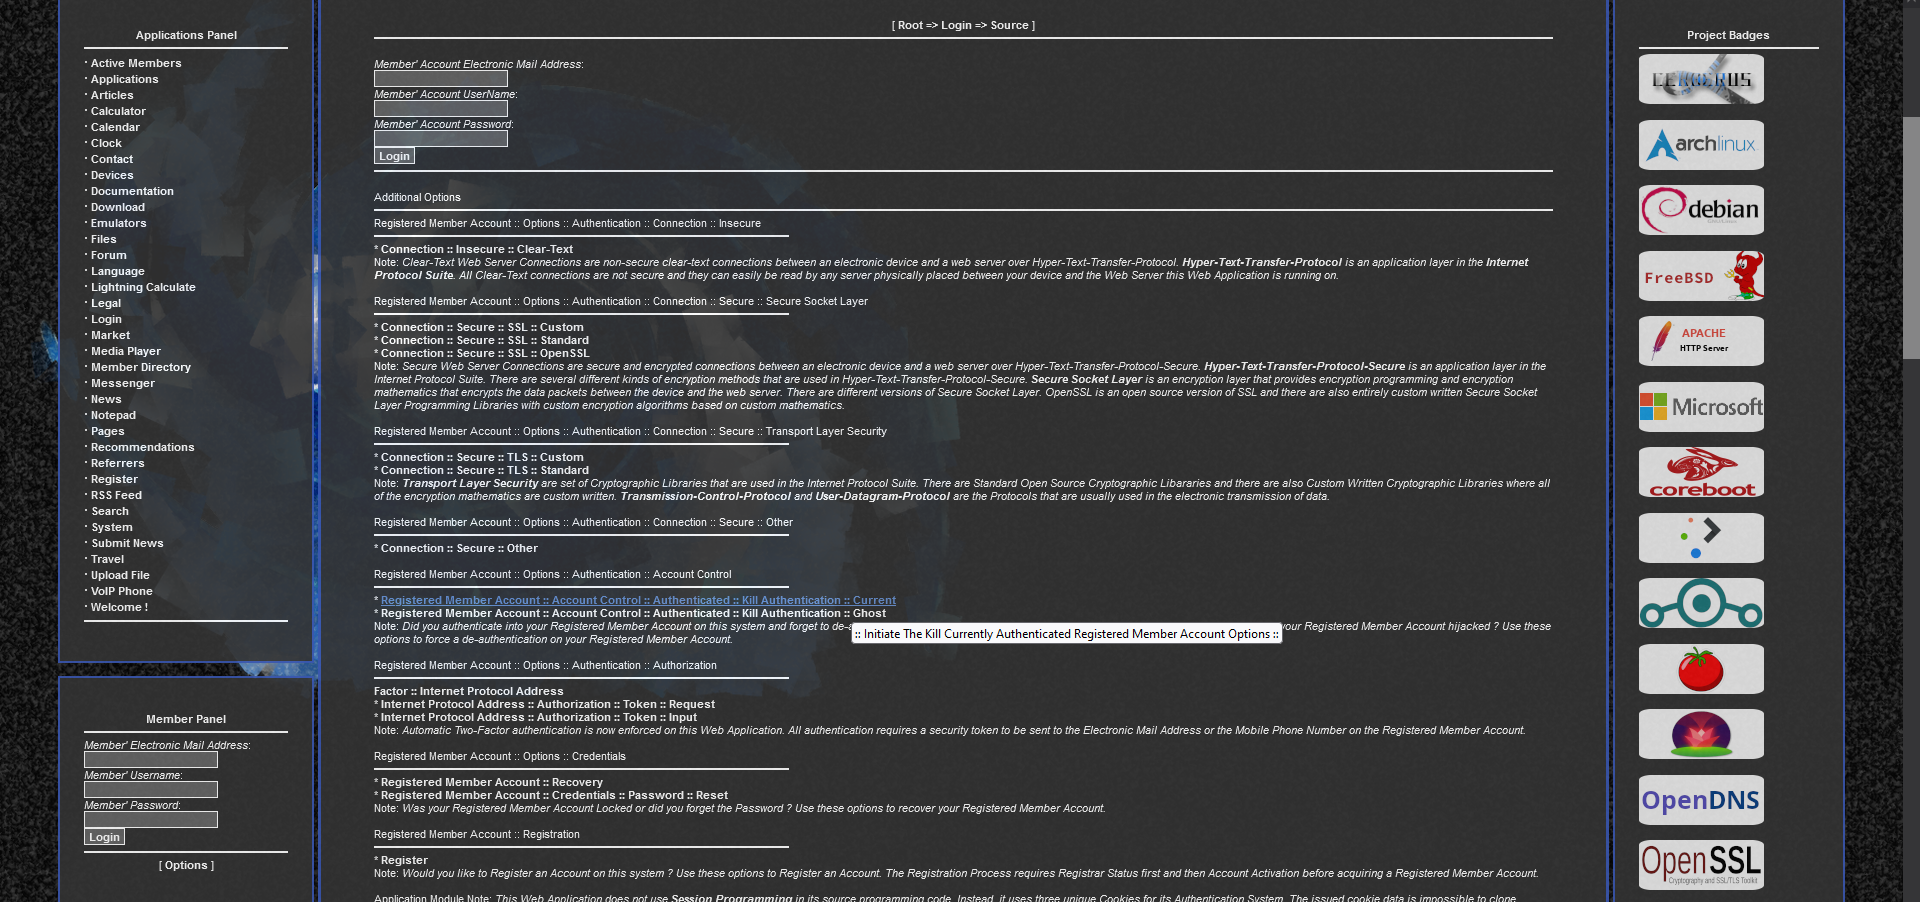 Applications Panel
· Active Members
· Applications
· Articles
· Calculator
· Calendar
· Clock
· Contact
· Devices
· Documentation
· Download
· Emulators
· Files
· Forum
· Language
· Lightning Calculate
· Legal
· Login
· Market
· Media Player
· Member Directory
· Messenger
· News
· Notepad
· Pages
· Recommendations
· Referrers
· Register
· RSS Feed
· Search
· System
· Submit News
· Travel
· Upload File
· VoIP Phone
· Welcome !
Member Panel
Member' Electronic Mail Address:
Member' Username:
Member' Password:
Login
[ Options ]
[ Root => Login => Source ]
Member' Account Electronic Mail Address:
Member' Account UserName:
Member' Account Password:
Login
Additional Options
Registered Member Account :: Options :: Authentication :: Connection :: Insecure
* Connection :: Insecure :: Clear-Text
Note: Clear-Text Web Server Connections are non-secure clear-text connections between an electronic device and a web server over Hyper-Text-Transfer-Protocol. Hyper-Text-Transfer-Protocol is an application layer in the Internet
Protocol Suite. All Clear-Text connections are not secure and they can easily be read by any server physically placed between your device and the Web Server this Web Application is running on.
Registered Member Account :: Options :: Authentication :: Connection :: Secure :: Secure Socket Layer
* Connection :: Secure :: SSL :: Custom
* Connection :: Secure :: SSL :: Standard
* Connection :: Secure :: SSL :: OpenSSL
Note: Secure Web Server Connections are secure and encrypted connections between an electronic device and a web server over Hyper-Text-Transfer-Protocol-Secure. Hyper-Text-Transfer-Protocol-Secure is an application layer in the
Internet Protocol Suite. There are several different kinds of encryption methods that are used in Hyper-Text-Transfer-Protocol-Secure. Secure Socket Layer is an encryption layer that provides encryption programming and encryption
mathematics that encrypts the data packets between the device and the web server. There are different versions of Secure Socket Layer. OpenSSL is an open source version of SSL and there are also entirely custom written Secure Socket
Layer Programming Libraries with custom encryption algorithms based on custom mathematics.
Registered Member Account :: Options :: Authentication :: Connection :: Secure :: Transport Layer Security
* Connection :: Secure :: TLS :: Custom
* Connection :: Secure :: TLS :: Standard
Note: Transport Layer Security are set of Cryptographic Libraries that are used in the Internet Protocol Suite. There are Standard Open Source Cryptographic Libararies and there are also Custom Written Cryptographic Libraries where all
of the encryption mathematics are custom written. Transmission-Control-Protocol and User-Datagram-Protocol are the Protocols that are usually used in the electronic transmission of data.
Registered Member Account :: Options :: Authentication :: Connection :: Secure :: Other
* Connection :: Secure :: Other
Registered Member Account :: Options :: Authentication :: Account Control
* Registered Member Account :: Account Control :: Authenticated :: Kill Authentication :: Current
* Registered Member Account :: Account Control :: Authenticated :: Kill Authentication :: Ghost
Note: Did you authenticate into your Registered Member Account on this system and forget to de-a your Registered Member Account hijacked ? Use these
:: Initiate The Kill Currently Authenticated Registered Member Account Options ::
options to force a de-authentication on your Registered Member Account.
Registered Member Account :: Options :: Authentication :: Authorization
Factor :: Internet Protocol Address
* Internet Protocol Address :: Authorization :: Token :: Request
* Internet Protocol Address :: Authorization :: Token :: Input
Note: Automatic Two-Factor authentication is now enforced on this Web Application. All authentication requires a security token to be sent to the Electronic Mail Address or the Mobile Phone Number on the Registered Member Account.
Registered Member Account :: Options :: Credentials
* Registered Member Account :: Recovery
* Registered Member Account :: Credentials :: Password :: Reset
Note: Was your Registered Member Account Locked or did you forget the Password ? Use these options to recover your Registered Member Account.
Registered Member Account :: Registration
* Register
Note: Would you like to Register an Account on this system ? Use these options to Register an Account. The Registration Process requires Registrar Status first and then Account Activation before acquiring a Registered Member Account.
Application Module Note: This Web Application does not use Session Programming in its source programming code. Instead, it uses three unique Cookies for its Authentication System. The issued cookie data is impossible to clone
Project Badges
CERBERUS
archlinux
debian
FreeBSD
APACHE
HTTP Server
Microsoft
coreboot
OpenDNS
OpenSSL
Cryptography and SSL/TLS Toolkit